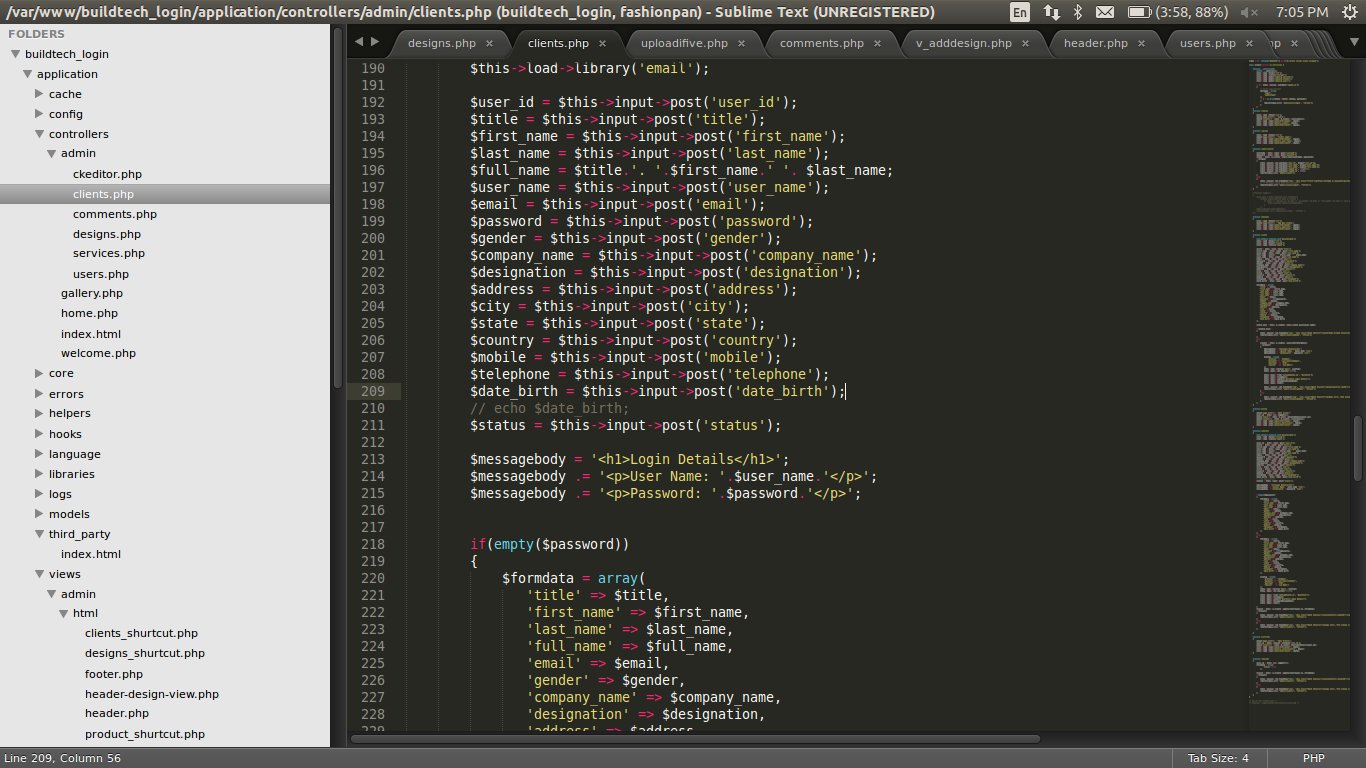 /var/www/buildtech_login/application/controllers/admin/clients.php (buildtech_login, fashionpan) - Sublime Text (UNREGISTERED)
En (3:58, 88%) 7:05 PM
FOLDERS
buildtech_login
application
cache
config
controllers
admin
ckeditor.php
clients.php
comments.php
designs.php
services.php
users.php
gallery.php
home.php
index.html
welcome.php
core
errors
helpers
hooks
language
libraries
logs
models
third_party
index.html
views
admin
html
clients_shurtcut.php
designs_shurtcut.php
footer.php
header-design-view.php
header.php
product_shurtcut.php
designs.php × clients.php × uploadifive.php × comments.php × v_adddesign.php × header.php × users.php × np ×
190 $this->load->library('email');
191
192 $user_id = $this->input->post('user_id');
193 $title = $this->input->post('title');
194 $first_name = $this->input->post('first_name');
195 $last_name = $this->input->post('last_name');
196 $full_name = $title.'. '.$first_name.' '. $last_name;
197 $user_name = $this->input->post('user_name');
198 $email = $this->input->post('email');
199 $password = $this->input->post('password');
200 $gender = $this->input->post('gender');
201 $company_name = $this->input->post('company_name');
202 $designation = $this->input->post('designation');
203 $address = $this->input->post('address');
204 $city = $this->input->post('city');
205 $state = $this->input->post('state');
206 $country = $this->input->post('country');
207 $mobile = $this->input->post('mobile');
208 $telephone = $this->input->post('telephone');
209 $date_birth = $this->input->post('date_birth');
210 // echo $date_birth;
211 $status = $this->input->post('status');
212
213 $messagebody = '<h1>Login Details</h1>';
214 $messagebody .= '<p>User Name: '.$user_name.'</p>';
215 $messagebody .= '<p>Password: '.$password.'</p>';
216
217
218 if(empty($password))
219 {
220 $formdata = array(
221 'title' => $title,
222 'first_name' => $first_name,
223 'last_name' => $last_name,
224 'full_name' => $full_name,
225 'email' => $email,
226 'gender' => $gender,
227 'company_name' => $company_name,
228 'designation' => $designation,
229 'address' => $address,
Line 209, Column 56
Tab Size: 4
PHP